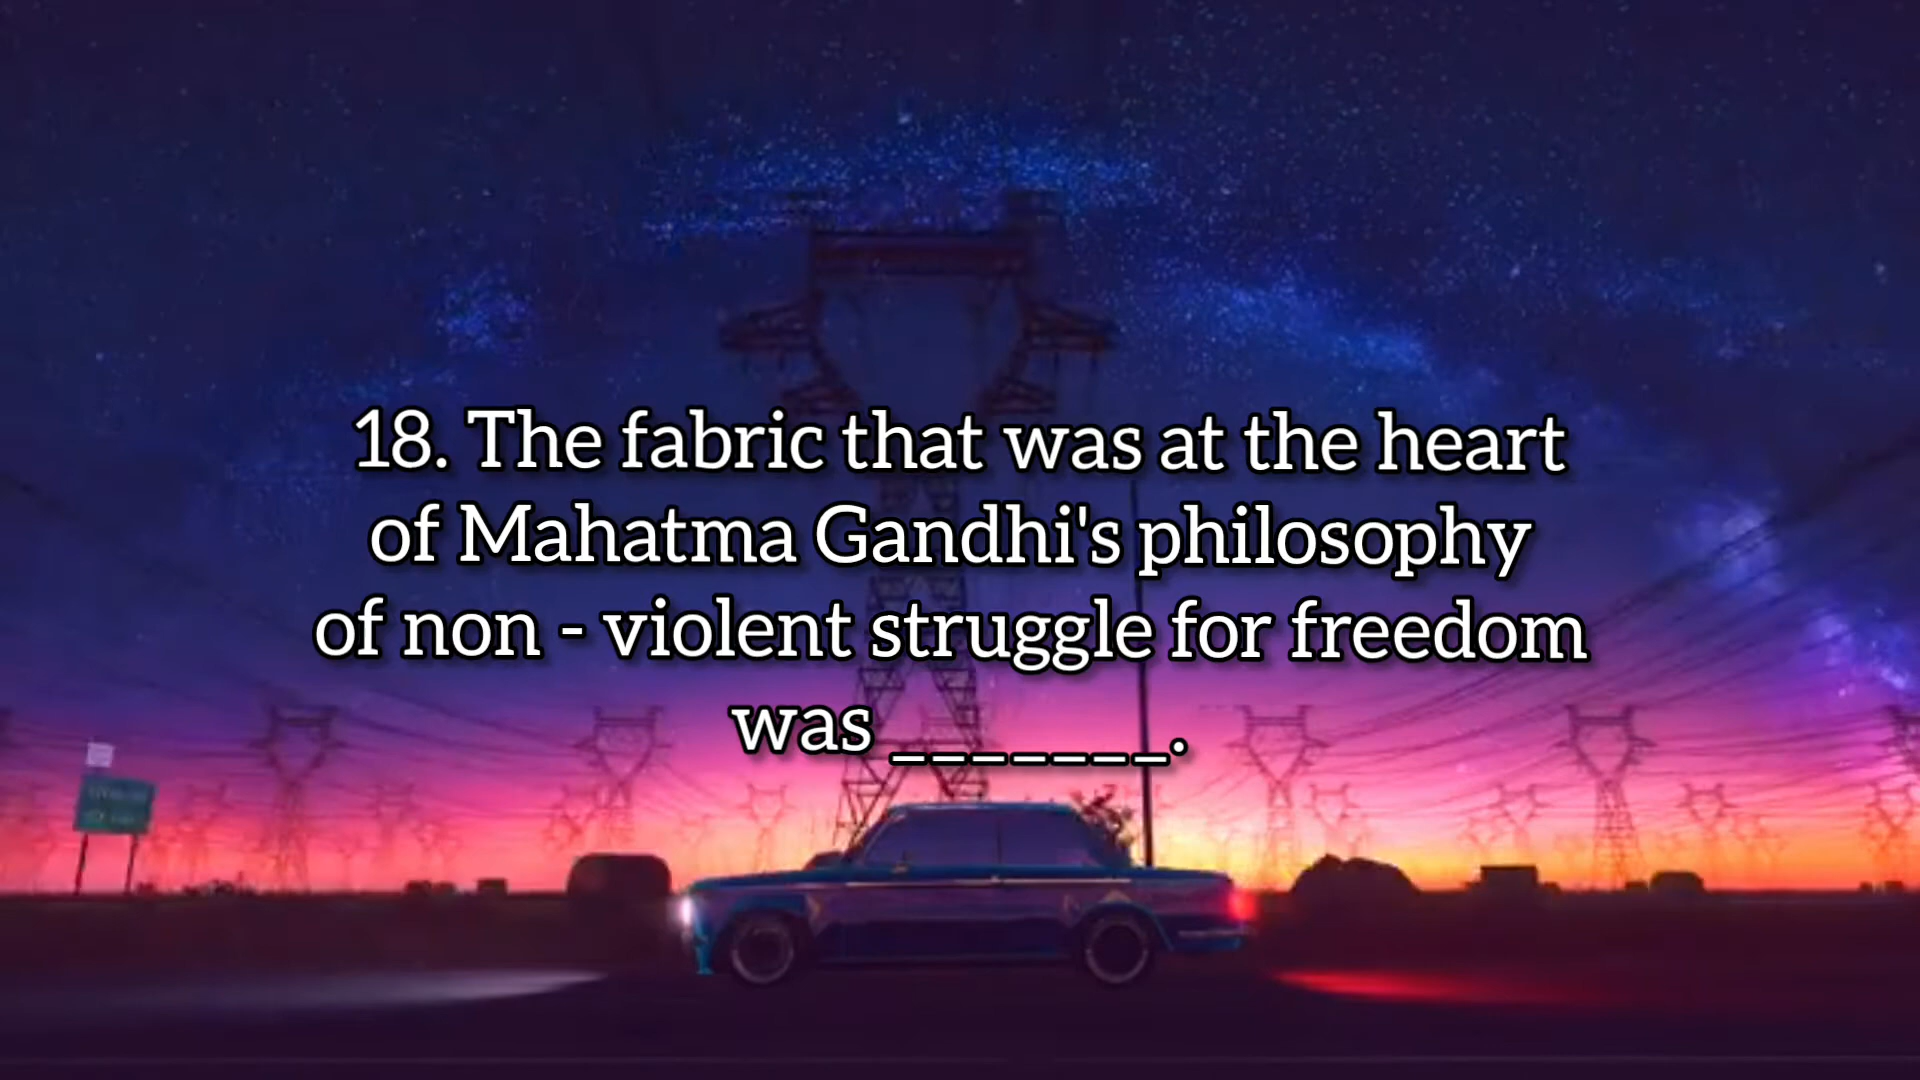 18. The fabric that was at the heart
of Mahatma Gandhi's philosophy
of non - violent struggle for freedom
was _______.